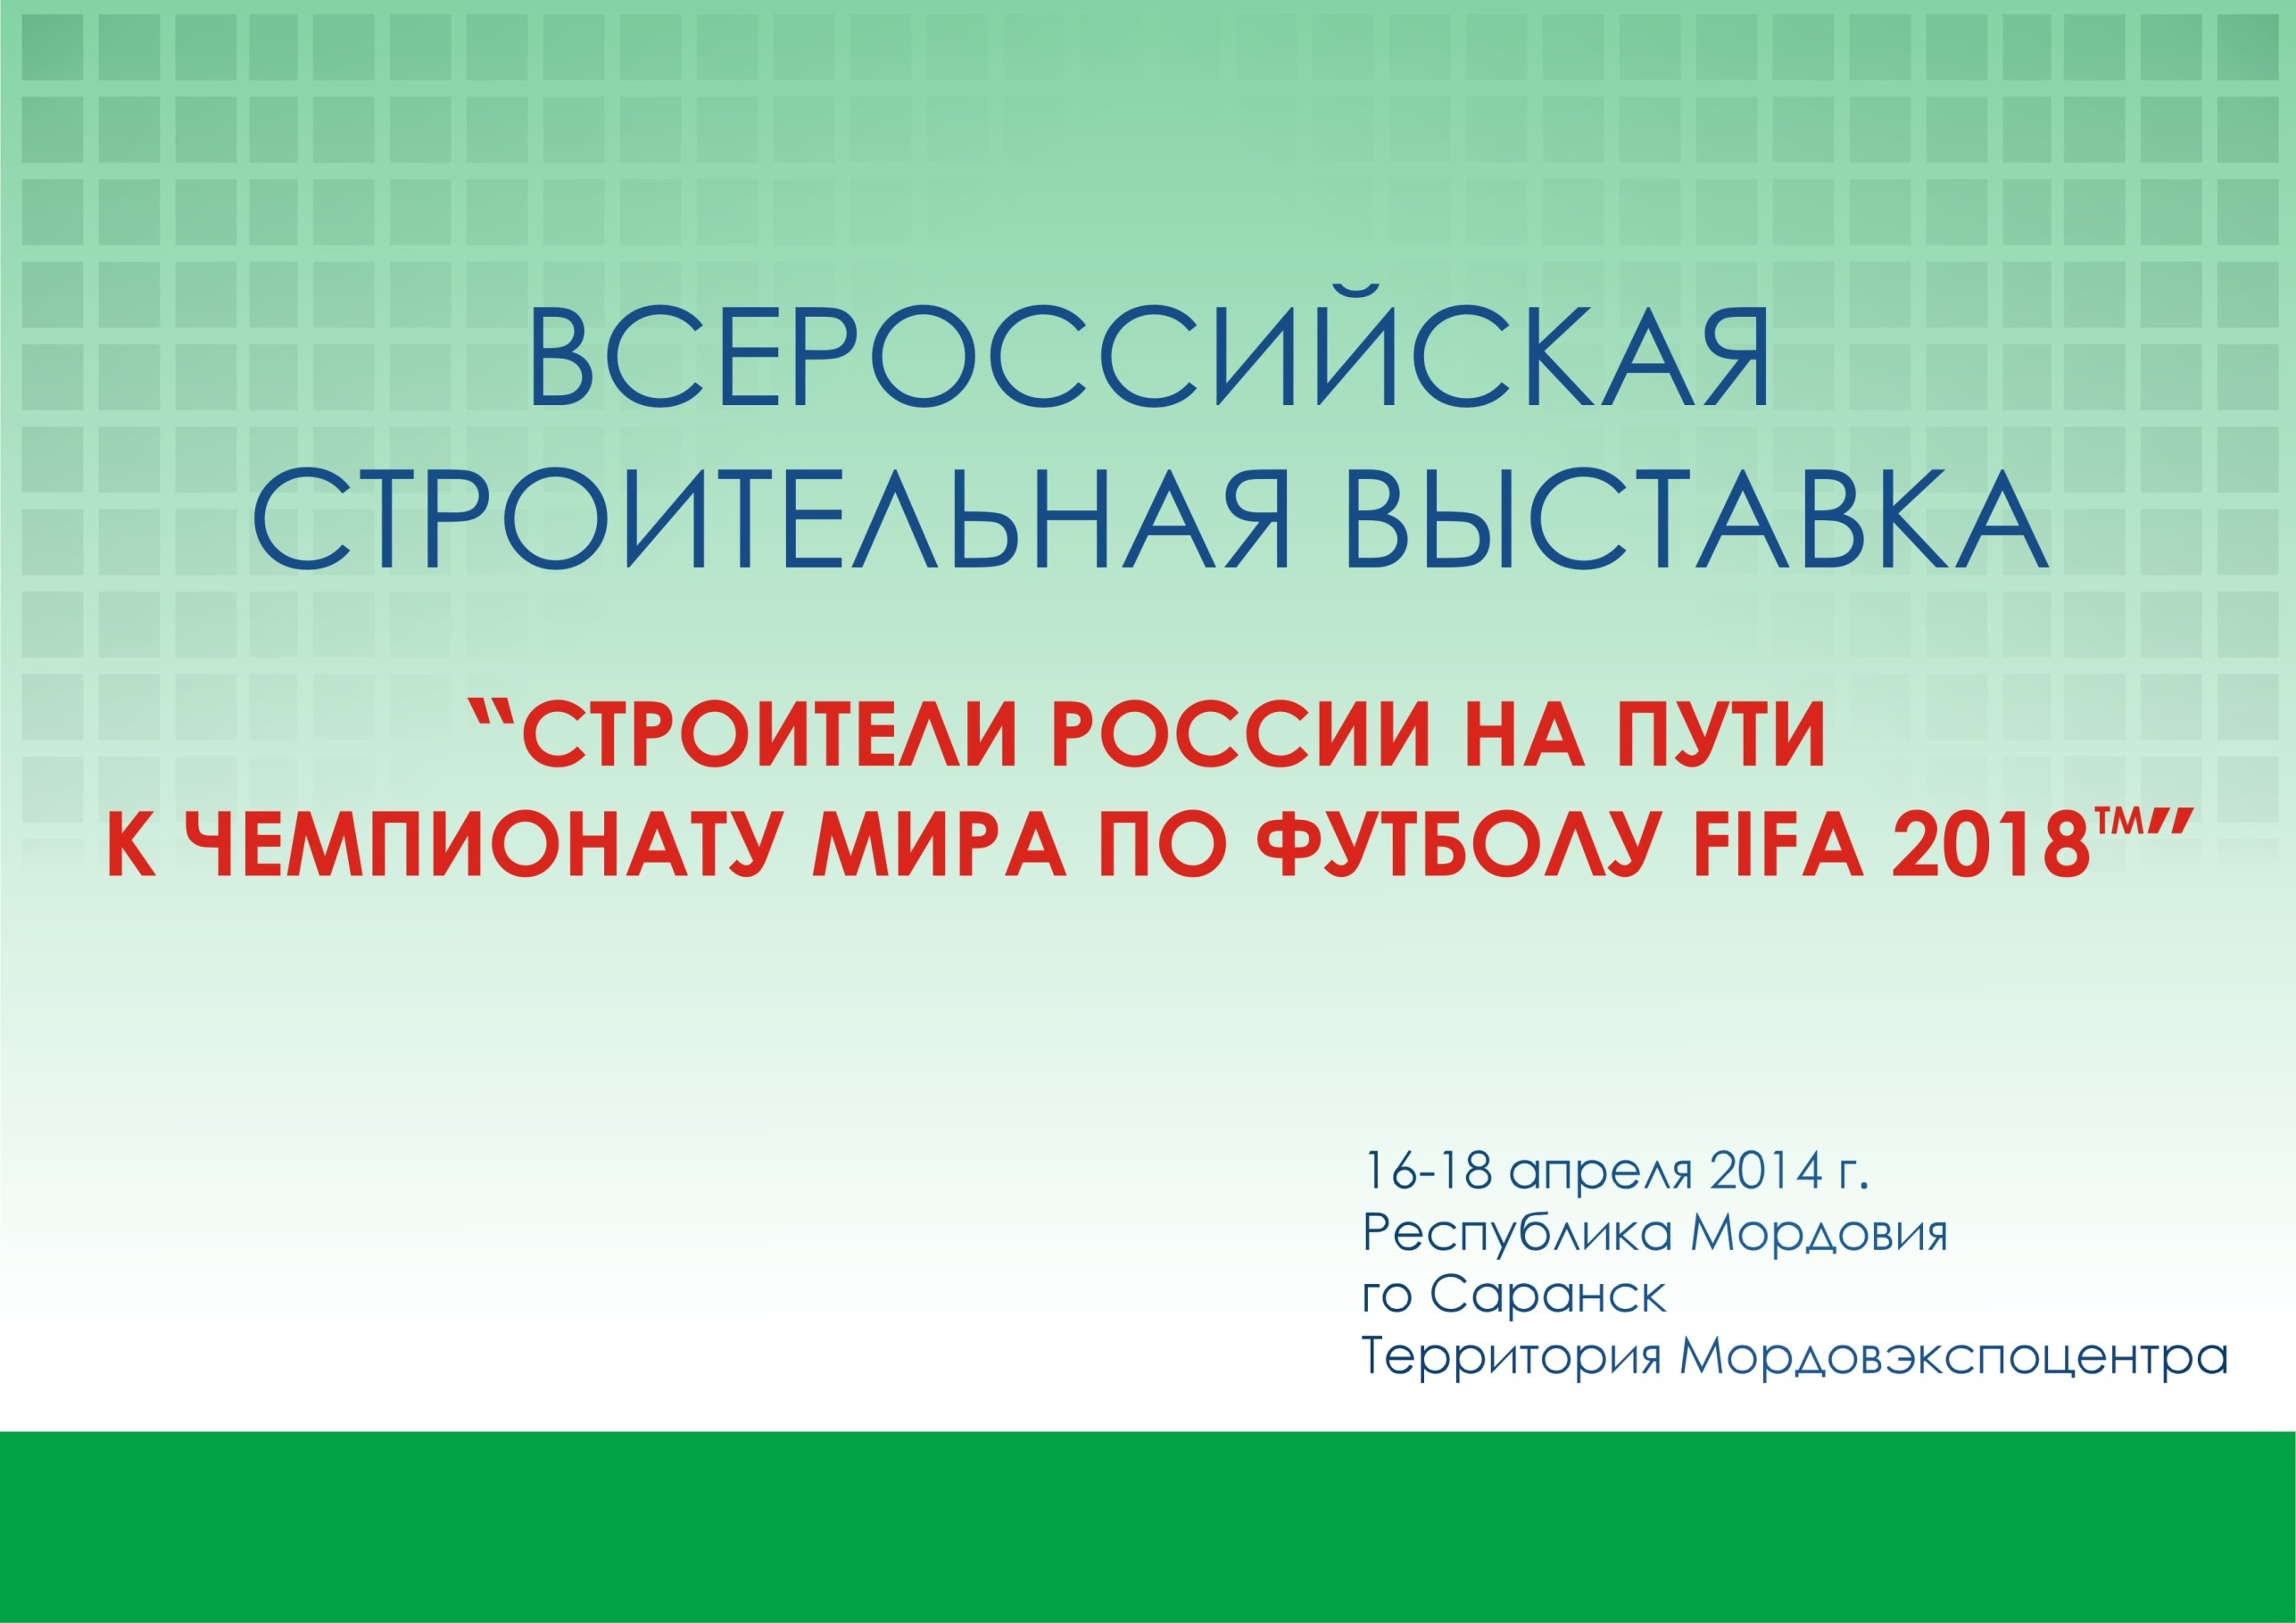 ВСЕРОССИЙСКАЯ
СТРОИТЕЛЬНАЯ ВЫСТАВКА
“СТРОИТЕЛИ РОССИИ НА ПУТИ
К ЧЕМПИОНАТУ МИРА ПО ФУТБОЛУ FIFA 2018™”
16-18 апреля 2014 г.
Республика Мордовия
го Саранск
Территория Мордовэкспоцентра